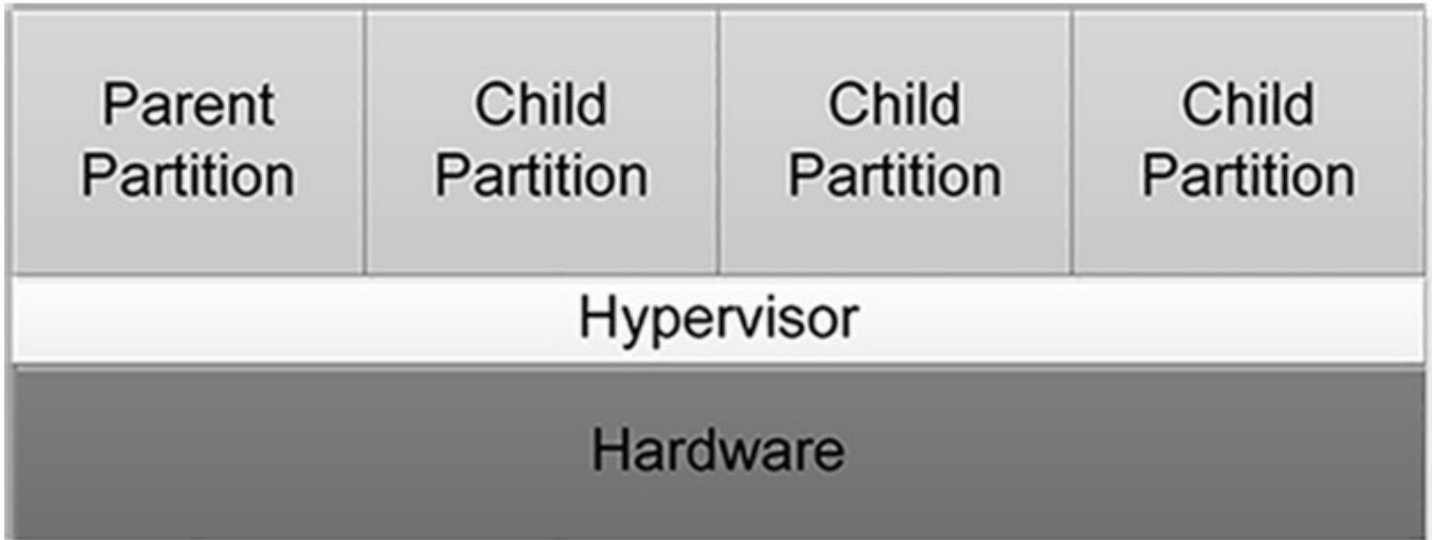 Parent
Partition
Child
Partition
Child
Partition
Child
Partition
Hypervisor
Hardware